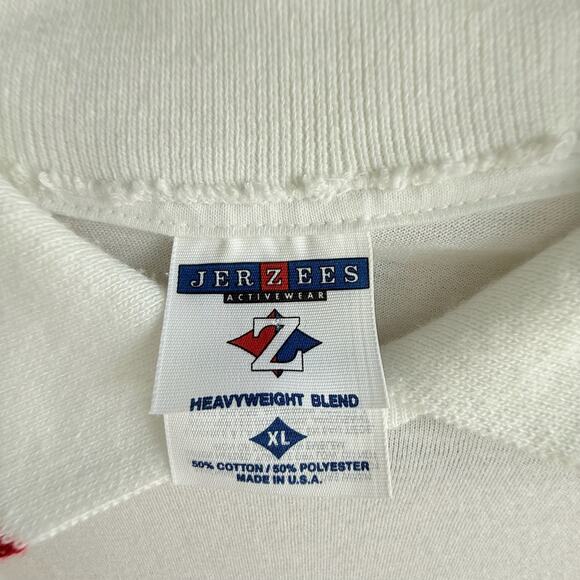 JERZEES
ACTIVEWEAR
Z
HEAVYWEIGHT BLEND
XL
50% COTTON / 50% POLYESTER
MADE IN U.S.A.